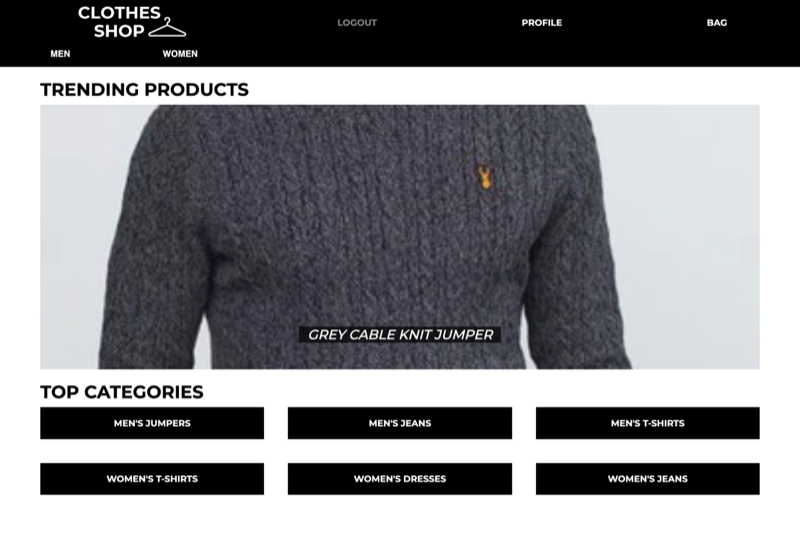 CLOTHES
SHOP
LOGOUT
PROFILE
BAG
MEN
WOMEN
TRENDING PRODUCTS
GREY CABLE KNIT JUMPER
TOP CATEGORIES
MEN'S JUMPERS
MEN'S JEANS
MEN'S T-SHIRTS
WOMEN'S T-SHIRTS
WOMEN'S DRESSES
WOMEN'S JEANS